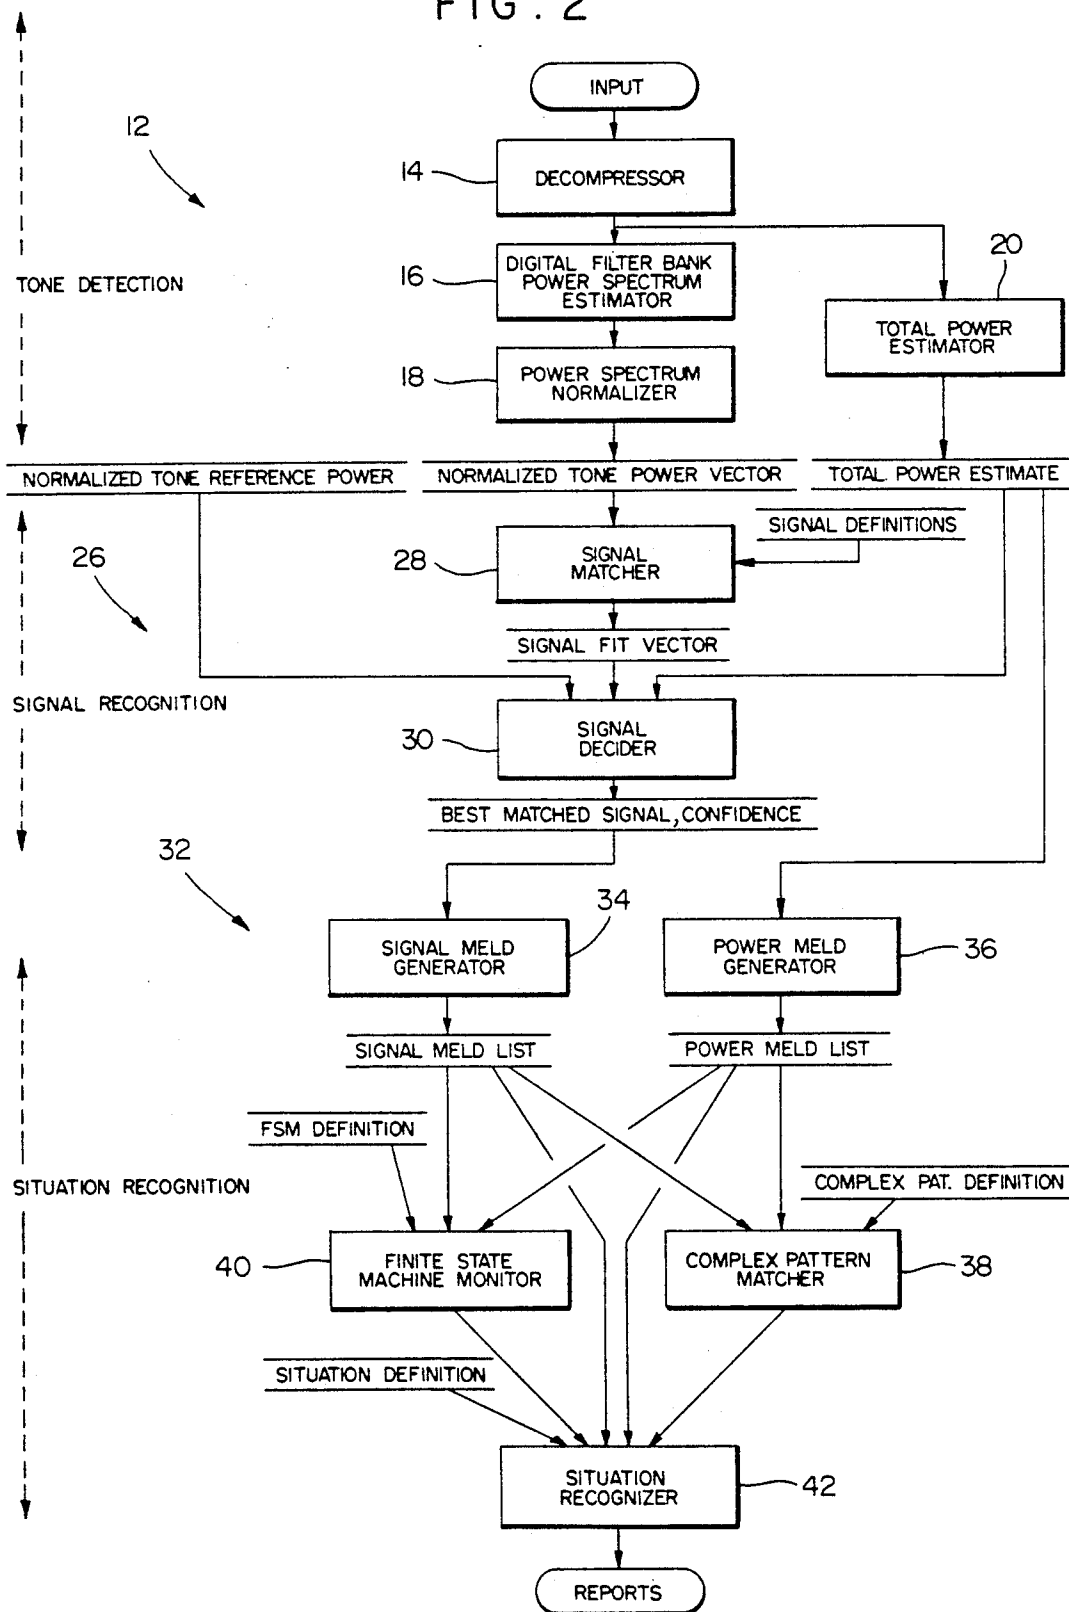 FIG. 2
INPUT
12
14
DECOMPRESSOR
20
16
DIGITAL FILTER BANK
POWER SPECTRUM
ESTIMATOR
TONE DETECTION
TOTAL POWER
ESTIMATOR
18
POWER SPECTRUM
NORMALIZER
NORMALIZED TONE REFERENCE POWER
NORMALIZED TONE POWER VECTOR
TOTAL POWER ESTIMATE
SIGNAL DEFINITIONS
26
28
SIGNAL
MATCHER
SIGNAL FIT VECTOR
SIGNAL RECOGNITION
30
SIGNAL
DECIDER
BEST MATCHED SIGNAL, CONFIDENCE
32
34
SIGNAL MELD
GENERATOR
POWER MELD
GENERATOR
36
SIGNAL MELD LIST
POWER MELD LIST
FSM DEFINITION
SITUATION RECOGNITION
COMPLEX PAT. DEFINITION
40
FINITE STATE
MACHINE MONITOR
COMPLEX PATTERN
MATCHER
38
SITUATION DEFINITION
SITUATION
RECOGNIZER
42
REPORTS